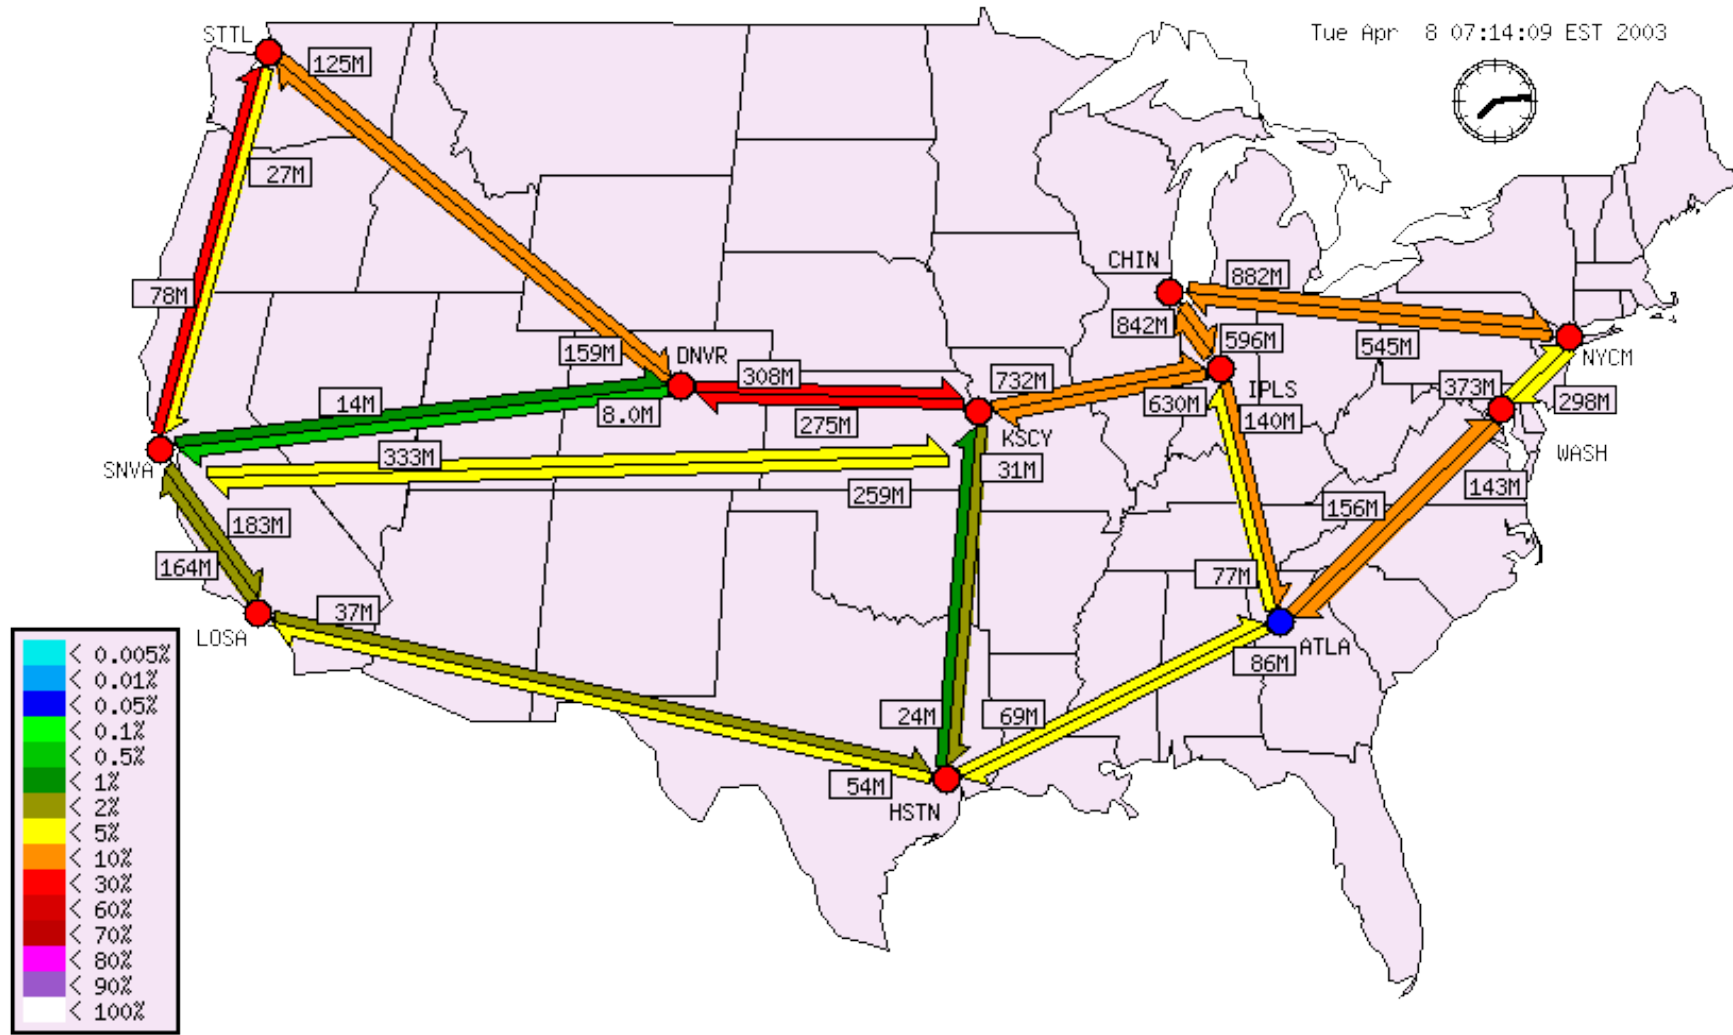 Tue Apr 8 07:14:09 EST 2003
STTL
125M
27M
78M
CHIN
882M
842M
596M
545M
NYCM
159M
DNVR
308M
732M
373M
298M
IPLS
14M
8.0M
275M
630M
140M
KSCY
SNVA
333M
31M
WASH
259M
143M
183M
156M
164M
77M
37M
LOSA
ATLA
86M
24M
69M
54M
HSTN
< 0.005%
< 0.01%
< 0.05%
< 0.1%
< 0.5%
< 1%
< 2%
< 5%
< 10%
< 30%
< 60%
< 70%
< 80%
< 90%
< 100%